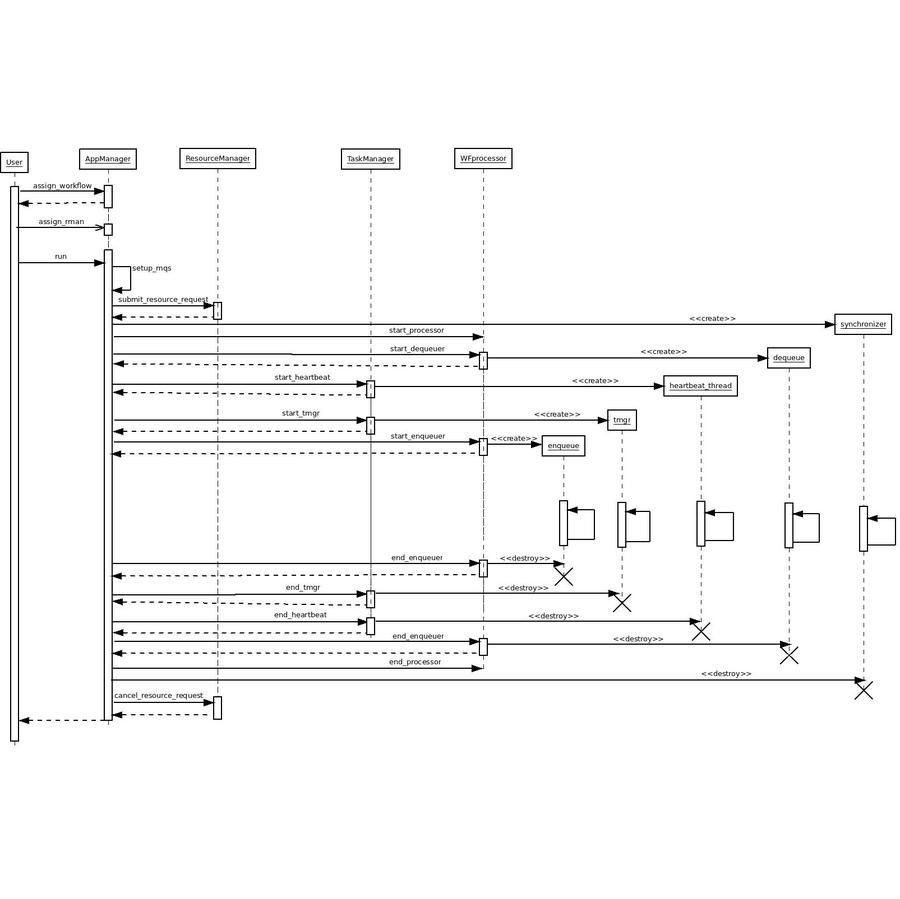 User
AppManager
ResourceManager
TaskManager
WFprocessor
assign_workflow
assign_rman
run
setup_mqs
submit_resource_request
<<create>>
synchronizer
start_processor
start_dequeuer
<<create>>
dequeue
start_heartbeat
<<create>>
heartbeat_thread
start_tmgr
<<create>>
tmgr
start_enqueuer
<<create>>
enqueue
end_enqueuer
<<destroy>>
end_tmgr
<<destroy>>
end_heartbeat
<<destroy>>
end_enqueuer
<<destroy>>
end_processor
<<destroy>>
cancel_resource_request